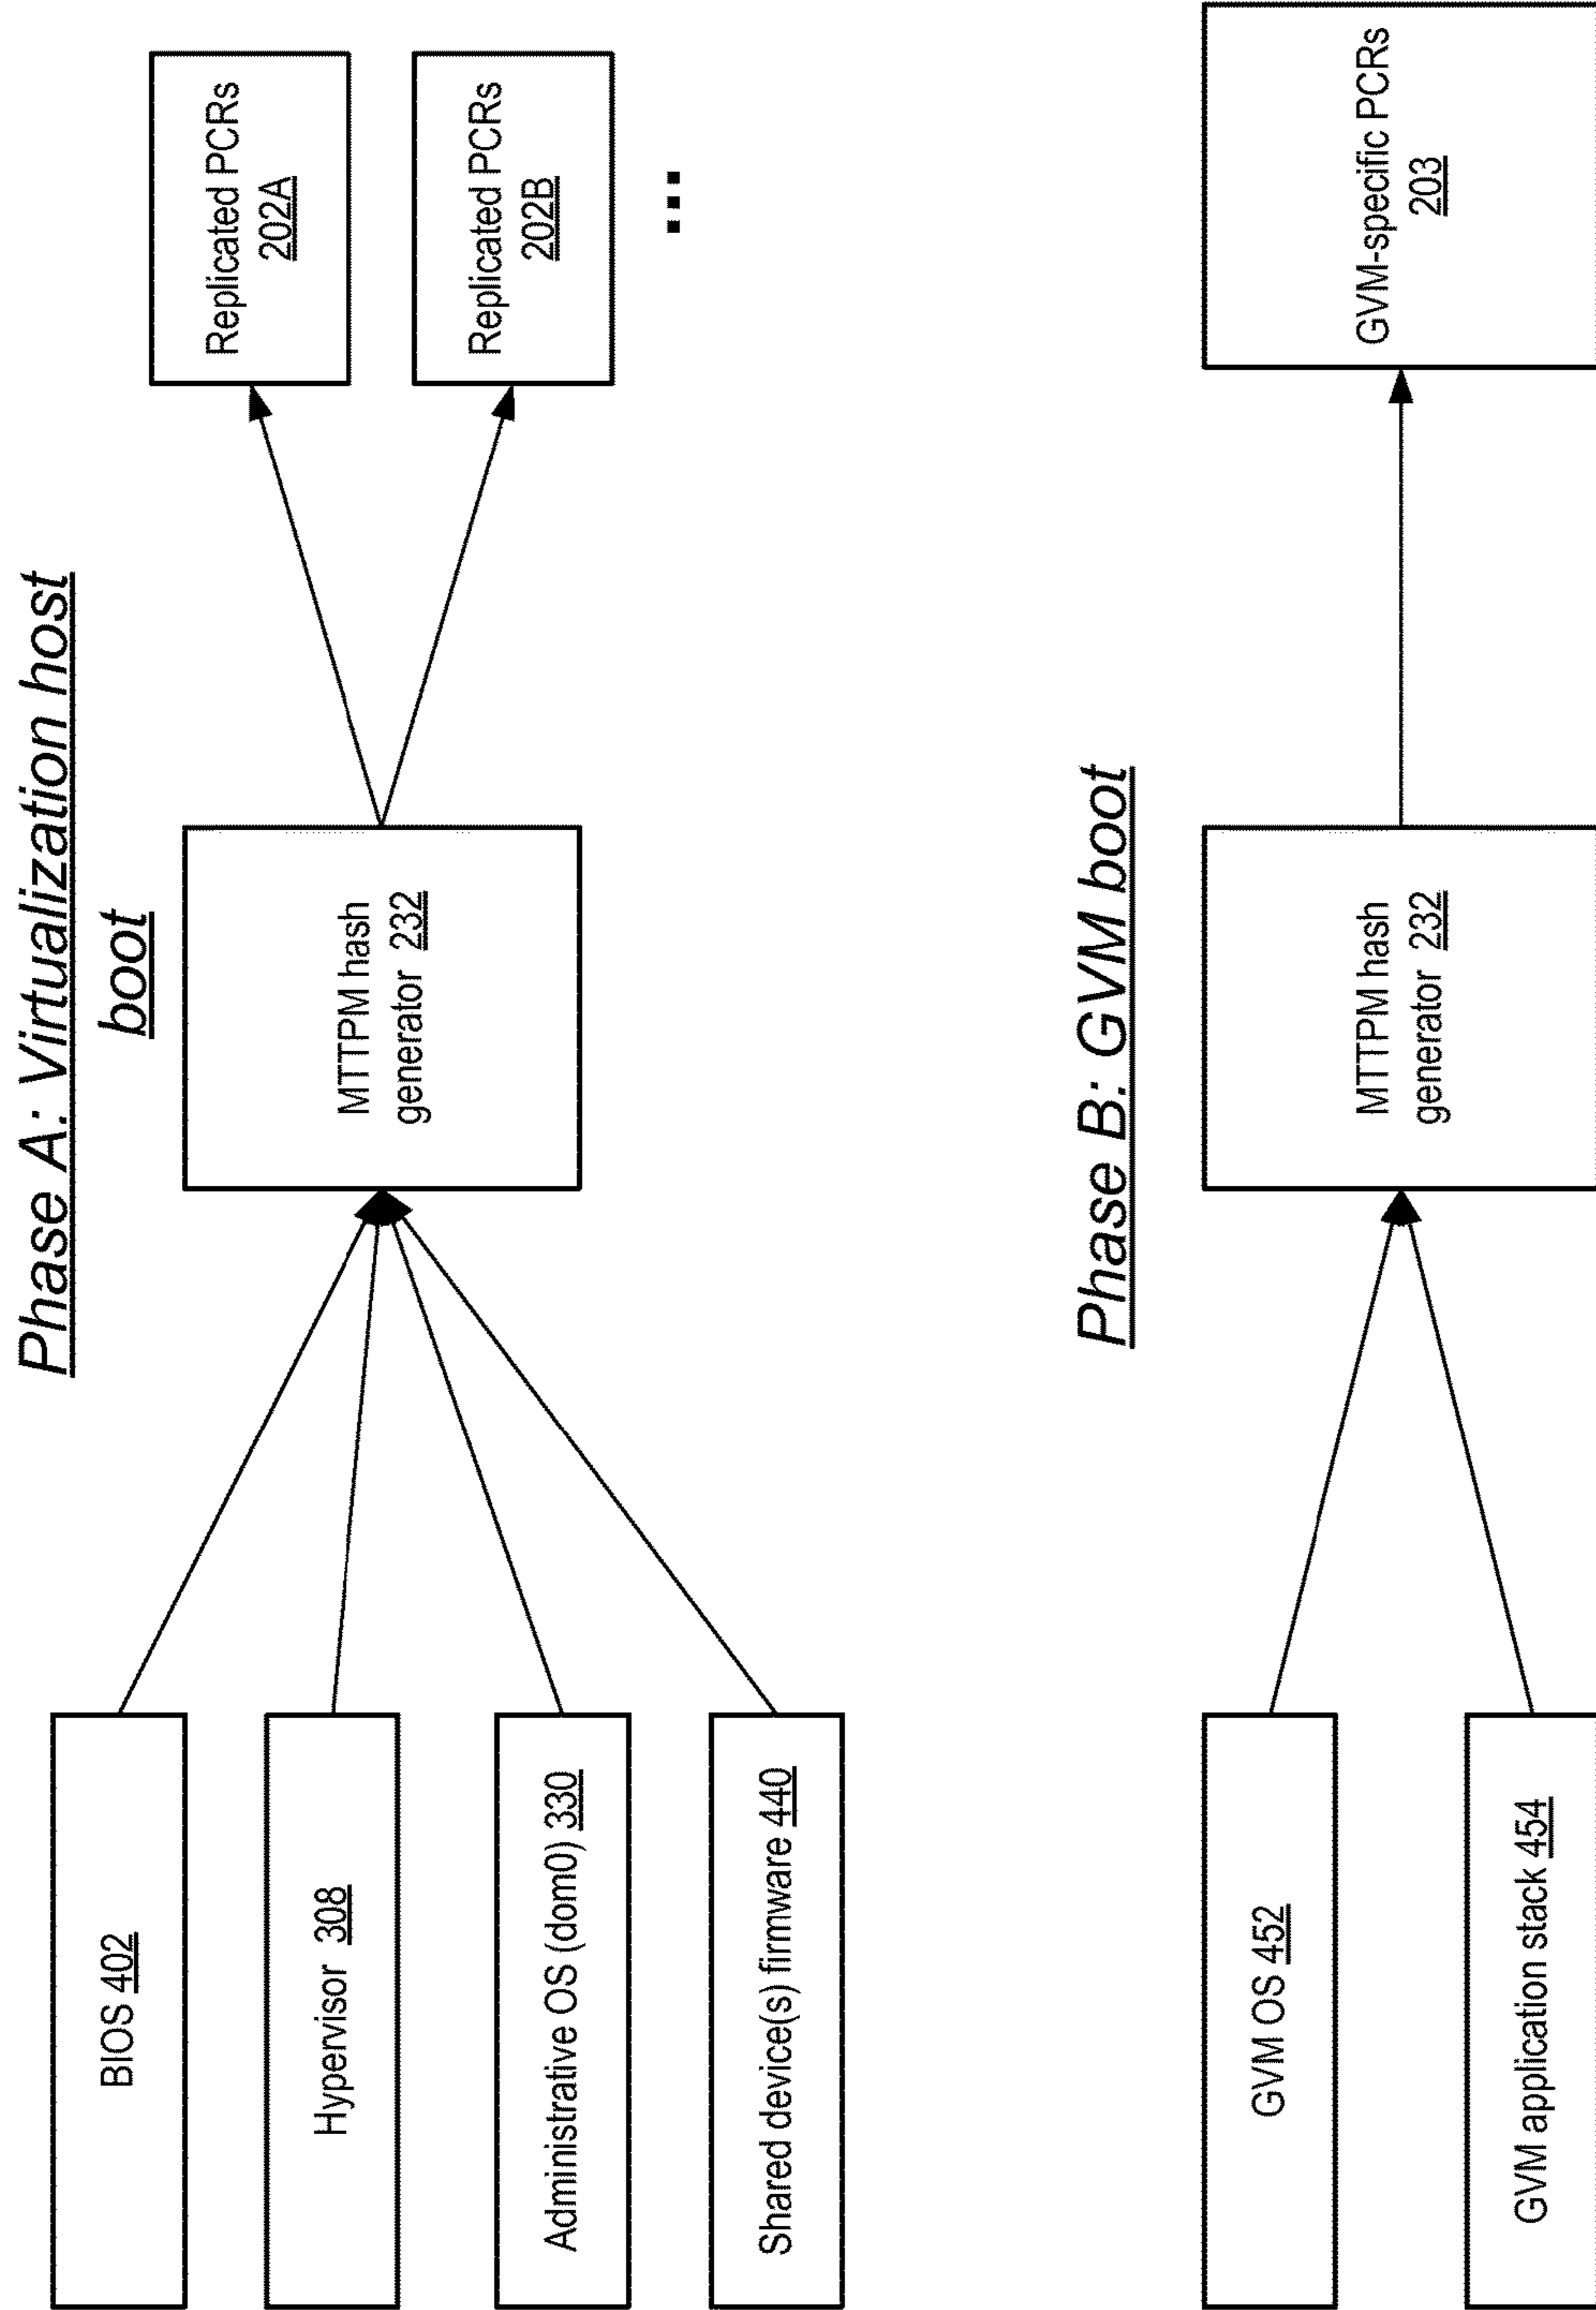 Phase A: Virtualization host
boot
BIOS 402
Hypervisor 308
Administrative OS (dom0) 330
Shared device(s) firmware 440
MTTPM hash
generator 232
Replicated PCRs
202A
Replicated PCRs
202B
...
Phase B: GVM boot
GVM OS 452
GVM application stack 454
MTTPM hash
generator 232
GVM-specific PCRs
203